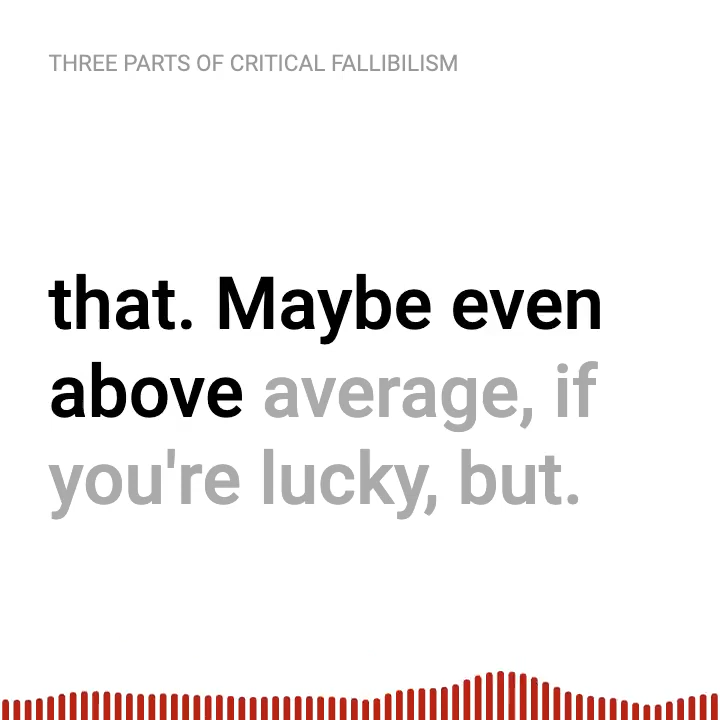 THREE PARTS OF CRITICAL FALLIBILISM
that. Maybe even
above average, if
you're lucky, but.